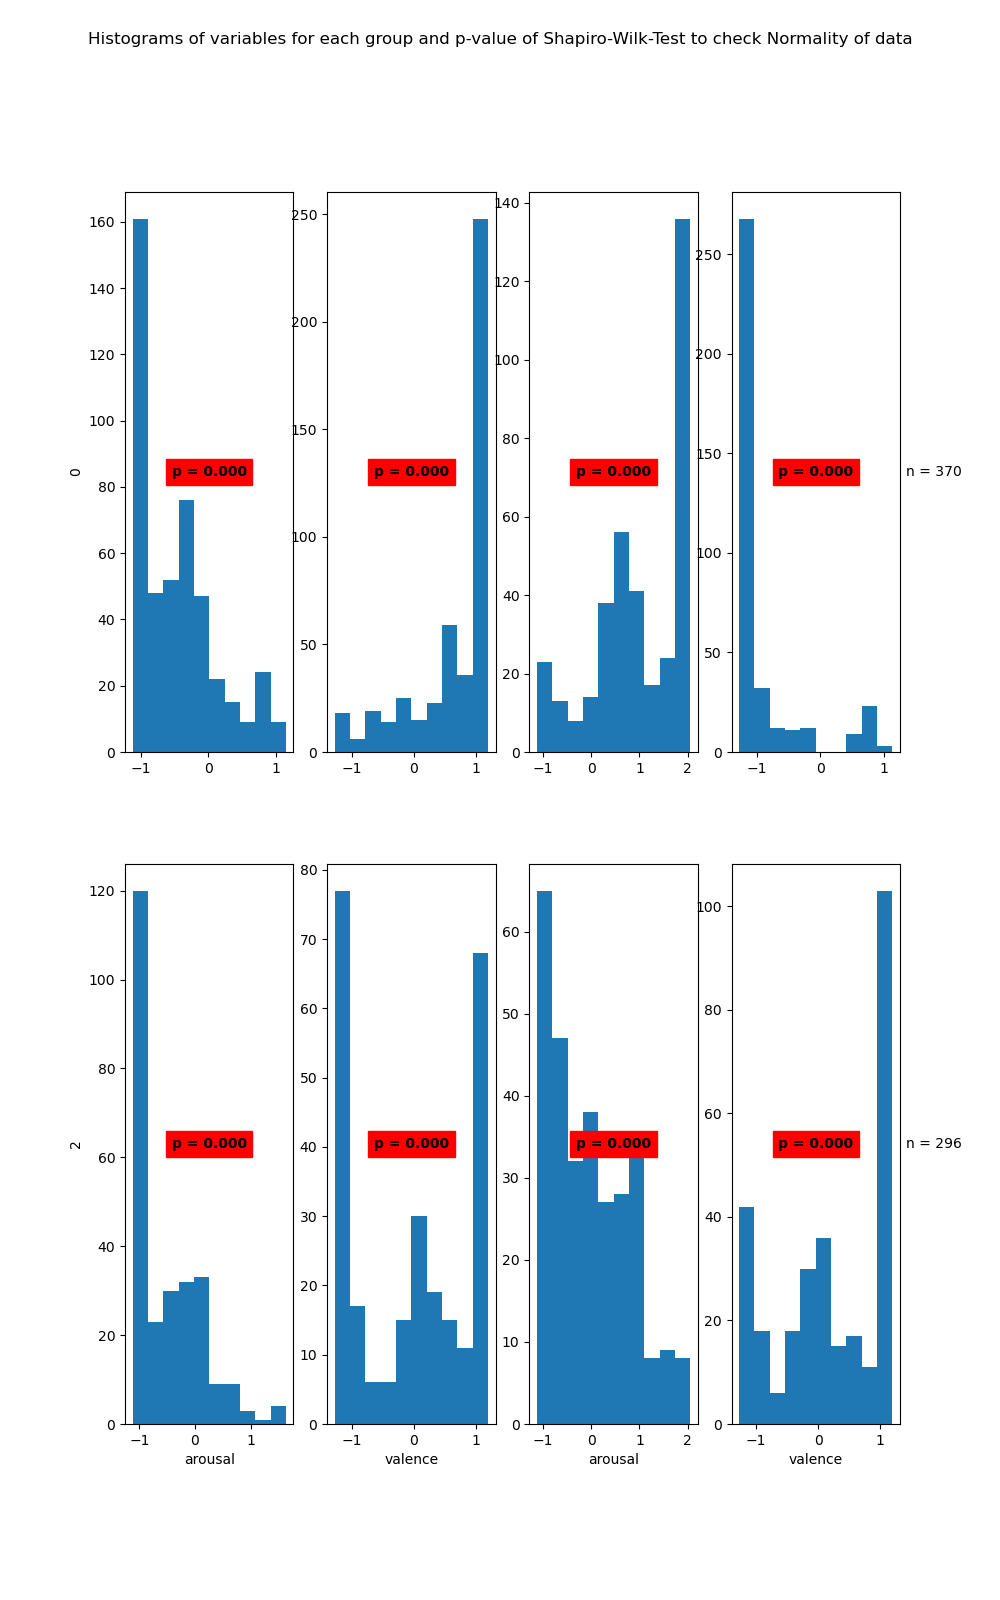 Histograms of variables for each group and p-value of Shapiro-Wilk-Test to check Normality of data
0
160
140
120
100
80
60
40
20
0
−1 0 1
p = 0.000
250
200
150
100
50
0
−1 0 1
p = 0.000
140
120
100
80
60
40
20
0
−1 0 1 2
p = 0.000
250
200
150
100
50
0
−1 0 1
p = 0.000
n = 370
2
120
100
80
60
40
20
0
−1 0 1
arousal
p = 0.000
80
70
60
50
40
30
20
10
0
−1 0 1
valence
p = 0.000
60
50
40
30
20
10
0
−1 0 1 2
arousal
p = 0.000
100
80
60
40
20
0
−1 0 1
valence
p = 0.000
n = 296